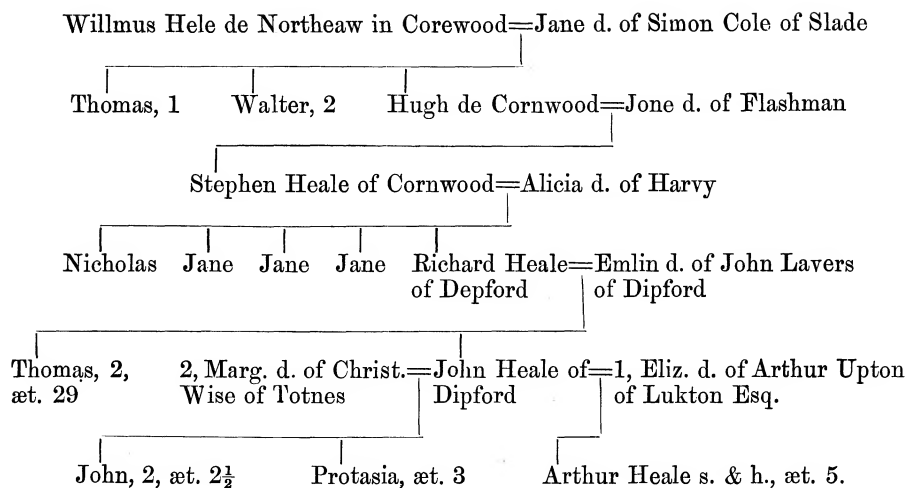 Willmus Hele de Northeaw in Corewood=Jane d. of Simon Cole of Slade
Thomas, 1 Walter, 2 Hugh de Cornwood=Jone d. of Flashman
Stephen Heale of Cornwood=Alicia d. of Harvy
Nicholas Jane Jane Jane Richard Heale=Emlin d. of John Lavers
of Depford of Dipford
Thomas, 2, 2, Marg. d. of Christ.=John Heale of=1, Eliz. d. of Arthur Upton
æt. 29 Wise of Totnes Dipford of Lukton Esq.
John, 2, æt. 2½ Protasia, æt. 3 Arthur Heale s. & h., æt. 5.